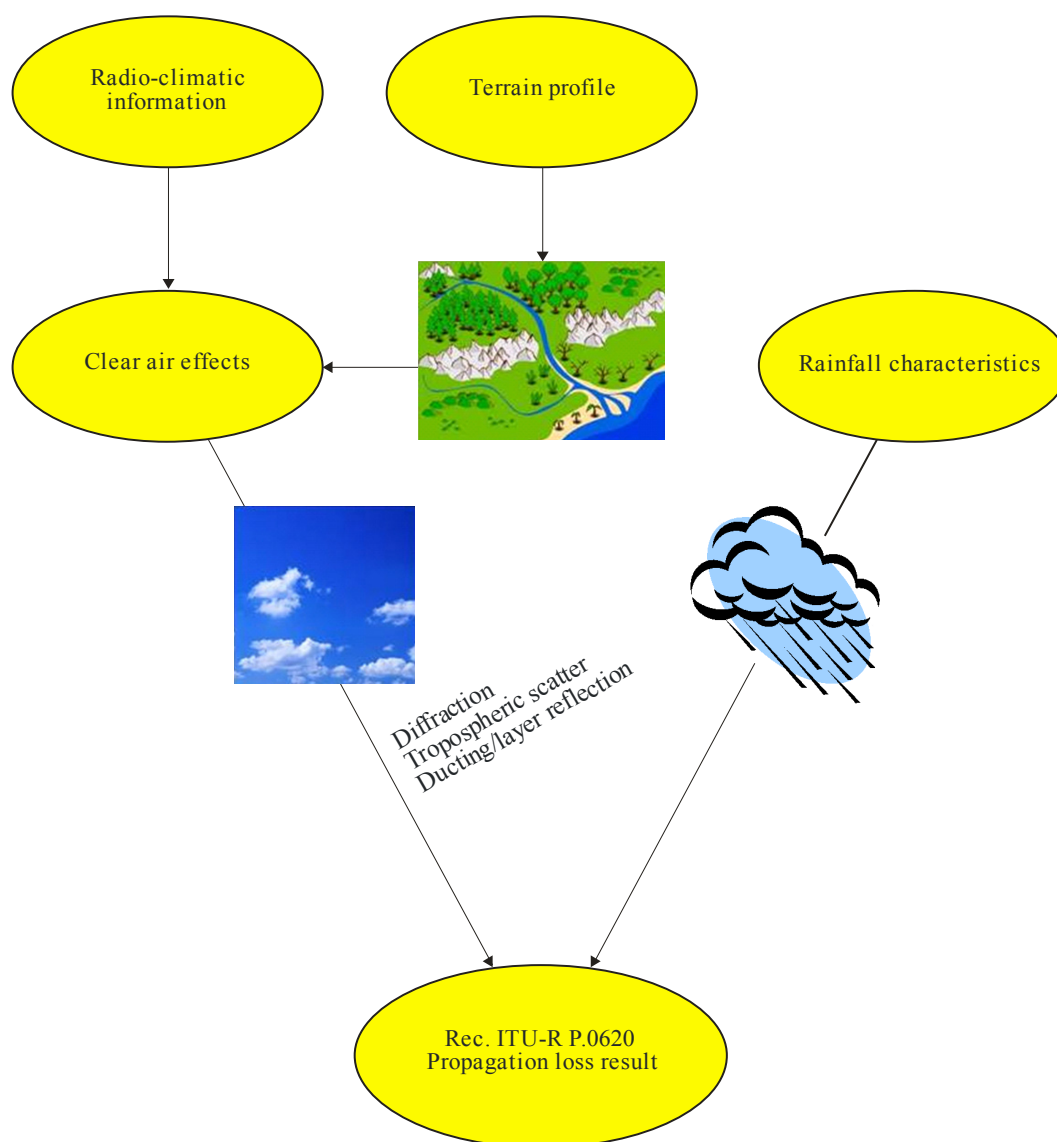 Radio-climatic
information
Terrain profile
Clear air effects
Rainfall characteristics
Diffraction
Tropospheric scatter
Ducting/layer reflection
Rec. ITU-R P.0620
Propagation loss result